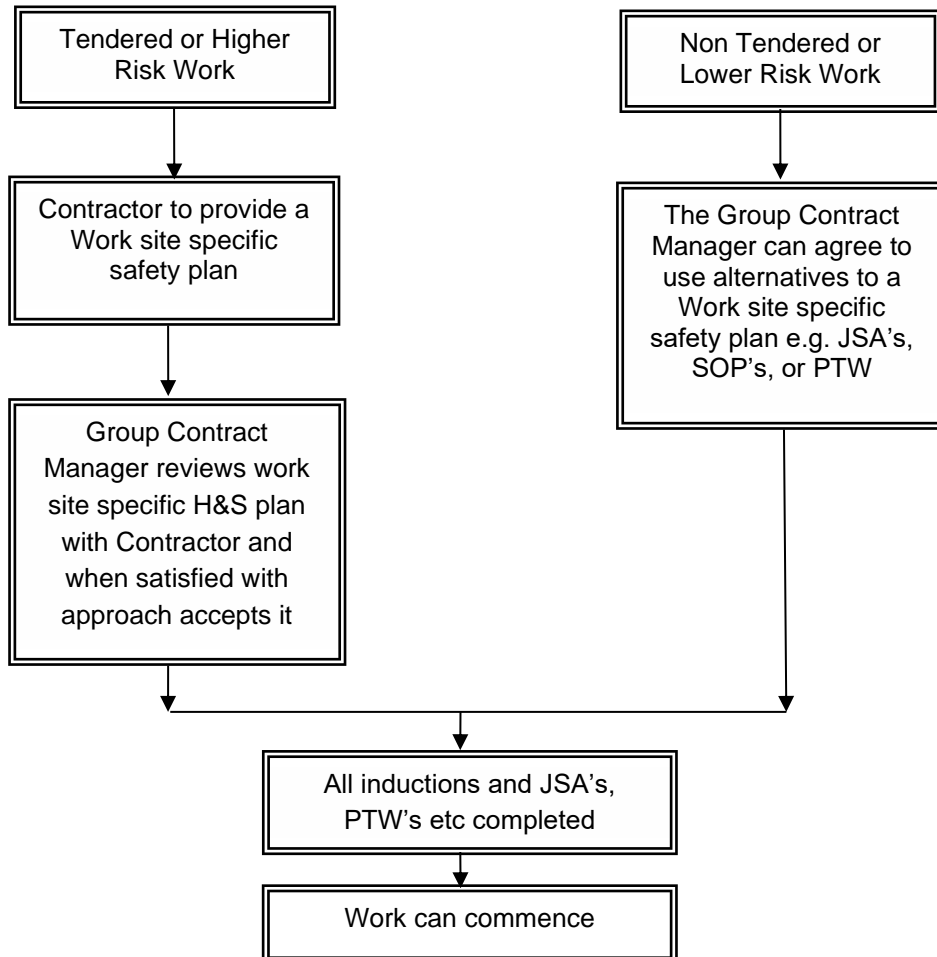 Tendered or Higher
Risk Work
Non Tendered or
Lower Risk Work
Contractor to provide a
Work site specific
safety plan
The Group Contract
Manager can agree to
use alternatives to a
Work site specific
safety plan e.g. JSA’s,
SOP’s, or PTW
Group Contract
Manager reviews work
site specific H&S plan
with Contractor and
when satisfied with
approach accepts it
All inductions and JSA’s,
PTW’s etc completed
Work can commence